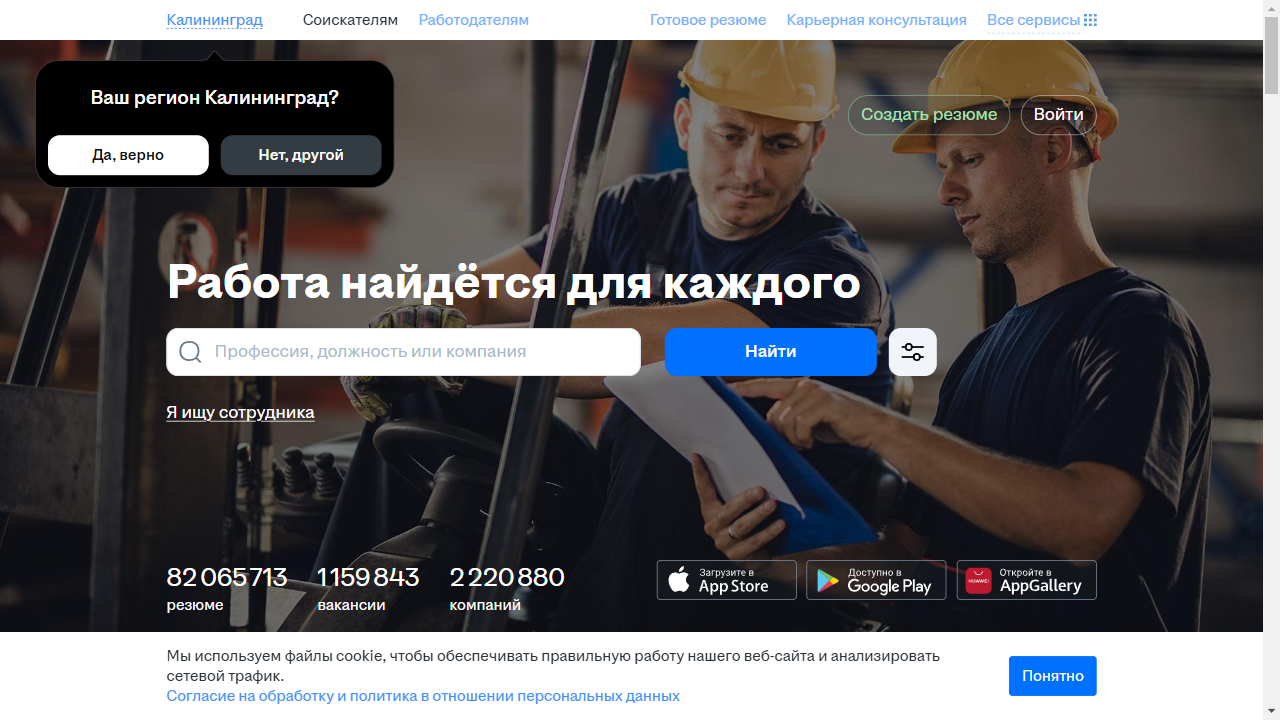 Калининград
Соискателям
Работодателям
Готовое резюме
Карьерная консультация
Все сервисы
Ваш регион Калининград?
Да, верно
Нет, другой
Создать резюме
Войти
Работа найдётся для каждого
Профессия, должность или компания
Найти
Я ищу сотрудника
82 065 713
резюме
1 159 843
вакансии
2 220 880
компаний
Загрузите в
App Store
Доступно в
Google Play
HUAWEI
Откройте в
AppGallery
Мы используем файлы cookie, чтобы обеспечивать правильную работу нашего веб-сайта и анализировать
сетевой трафик.
Согласие на обработку и политика в отношении персональных данных
Понятно